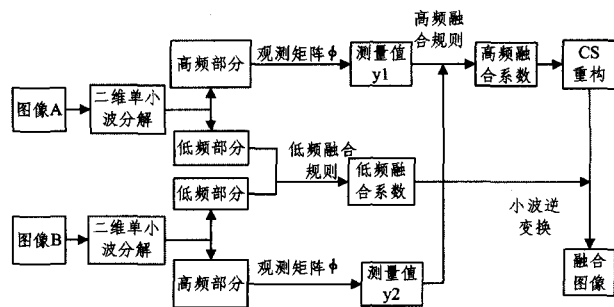 高频融
合规则
高频部分
观测矩阵ϕ
测量值
y1
高频融
合系数
CS
重构
图像A
二维单小
波分解
低频部分
低频融合
规则
低频融
合系数
低频部分
小波逆
变换
图像B
二维单小
波分解
高频部分
观测矩阵ϕ
测量值
y2
融合
图像